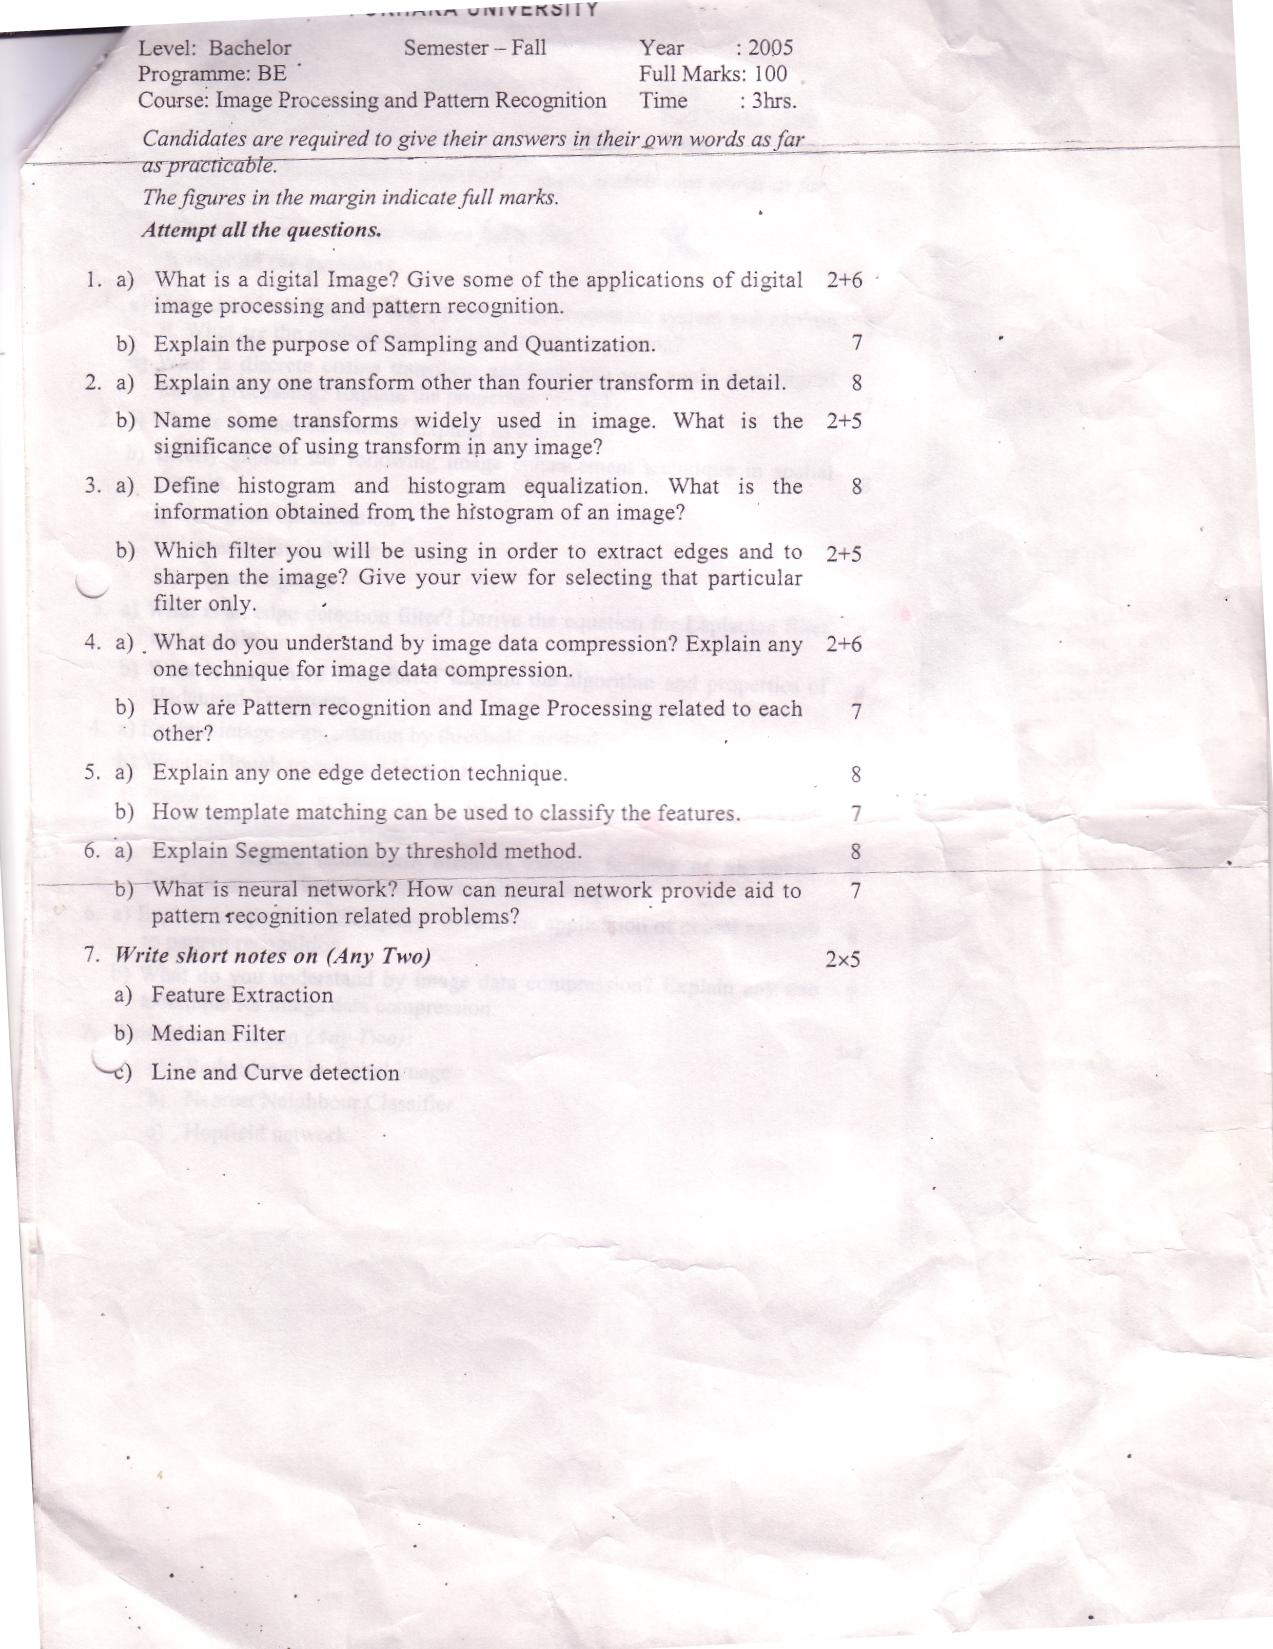 UNIVERSITY
Level: Bachelor Semester – Fall Year : 2005
Programme: BE Full Marks: 100
Course: Image Processing and Pattern Recognition Time : 3hrs.
Candidates are required to give their answers in their own words as far
as practicable.
The figures in the margin indicate full marks.
Attempt all the questions.
1. a) What is a digital Image? Give some of the applications of digital 2+6
image processing and pattern recognition.
b) Explain the purpose of Sampling and Quantization. 7
2. a) Explain any one transform other than fourier transform in detail. 8
b) Name some transforms widely used in image. What is the 2+5
significance of using transform in any image?
3. a) Define histogram and histogram equalization. What is the 8
information obtained from the histogram of an image?
b) Which filter you will be using in order to extract edges and to 2+5
sharpen the image? Give your view for selecting that particular
filter only.
4. a) What do you understand by image data compression? Explain any 2+6
one technique for image data compression.
b) How are Pattern recognition and Image Processing related to each 7
other?
5. a) Explain any one edge detection technique. 8
b) How template matching can be used to classify the features. 7
6. a) Explain Segmentation by threshold method. 8
b) What is neural network? How can neural network provide aid to 7
pattern recognition related problems?
7. Write short notes on (Any Two) 2×5
a) Feature Extraction
b) Median Filter
c) Line and Curve detection